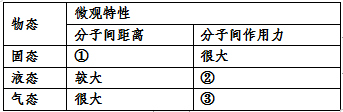 物态 微观特性
分子间距离 分子间作用力
固态 ① 很大
液态 较大 ②
气态 很大 ③